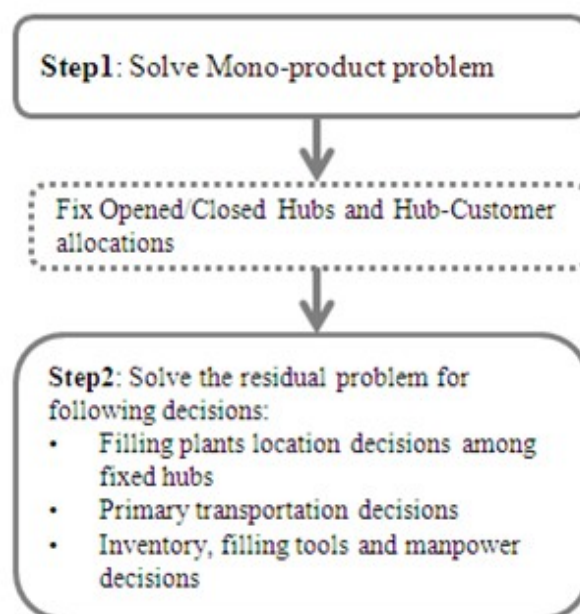 Step1: Solve Mono-product problem
Fix Opened/Closed Hubs and Hub-Customer
allocations
Step2: Solve the residual problem for
following decisions:
• Filling plants location decisions among
fixed hubs
• Primary transportation decisions
• Inventory, filling tools and manpower
decisions